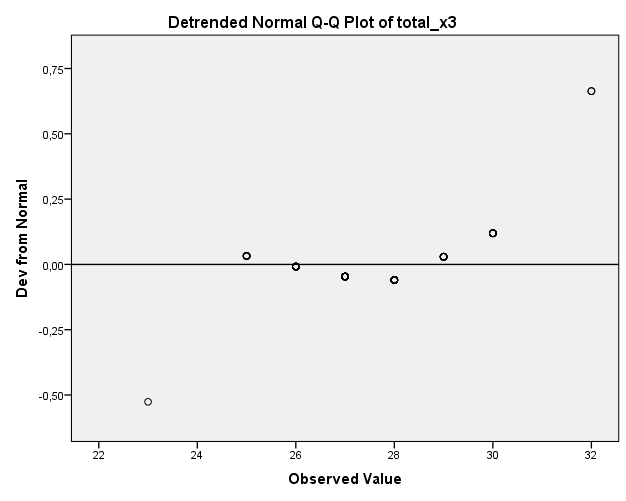 Detrended Normal Q-Q Plot of total_x3
0,75
0,50
0,25
0,00
-0,25
-0,50
Dev from Normal
22 24 26 28 30 32
Observed Value